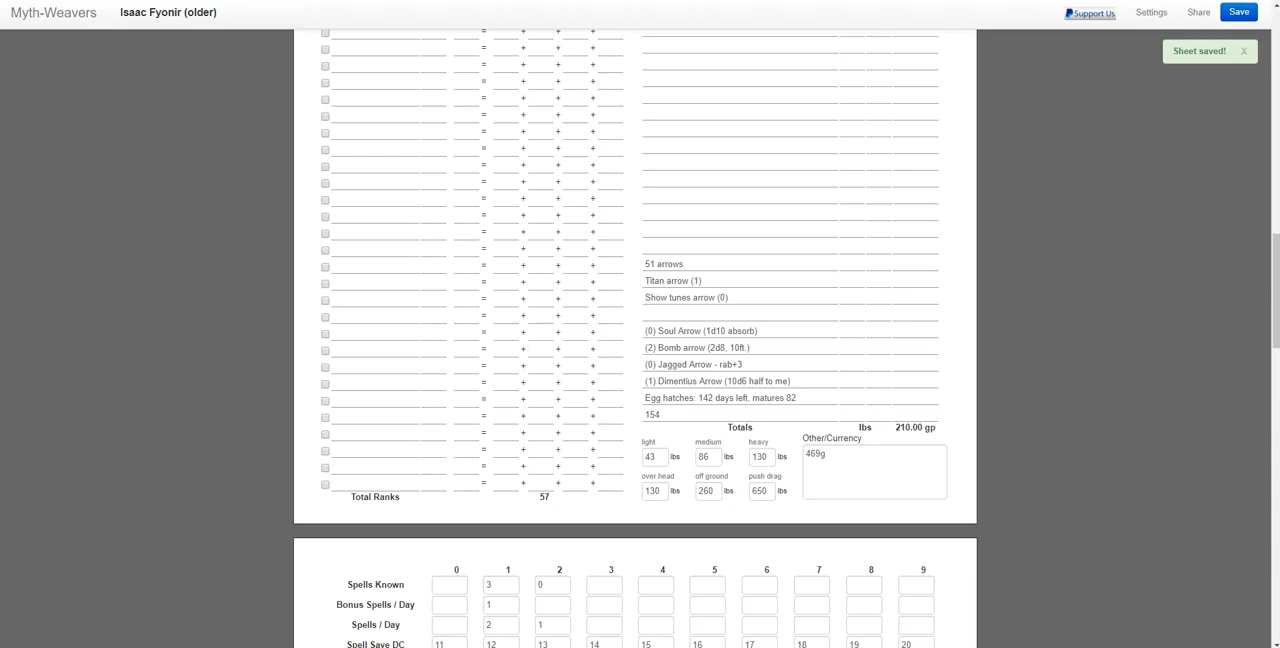 Myth-Weavers Isaac Fyonir (older) Support Us Settings Share Save
Sheet saved! X
= + + +
= + + +
= + + +
= + + +
= + + +
= + + +
= + + +
= + + +
= + + +
= + + +
= + + +
= + + +
= + + +
= + + +
= + + + 51 arrows
= + + + Titan arrow (1)
= + + + Show tunes arrow (0)
= + + +
= + + + (0) Soul Arrow (1d10 absorb)
= + + + (2) Bomb arrow (2d8, 10ft.)
= + + + (0) Jagged Arrow - rab+3
= + + + (1) Dimentius Arrow (10d6 half to me)
= + + + Egg hatches: 142 days left, matures 82
= + + + 154
= + + + Totals lbs 210.00 gp
= + + + light medium heavy Other/Currency
= + + + 43 lbs 86 lbs 130 lbs 469g
= + + + over head off ground push drag
130 lbs 260 lbs 650 lbs
Total Ranks 57
0 1 2 3 4 5 6 7 8 9
Spells Known 3 0
Bonus Spells / Day 1
Spells / Day 2 1
Spell Save DC 11 12 13 14 15 16 17 18 19 20